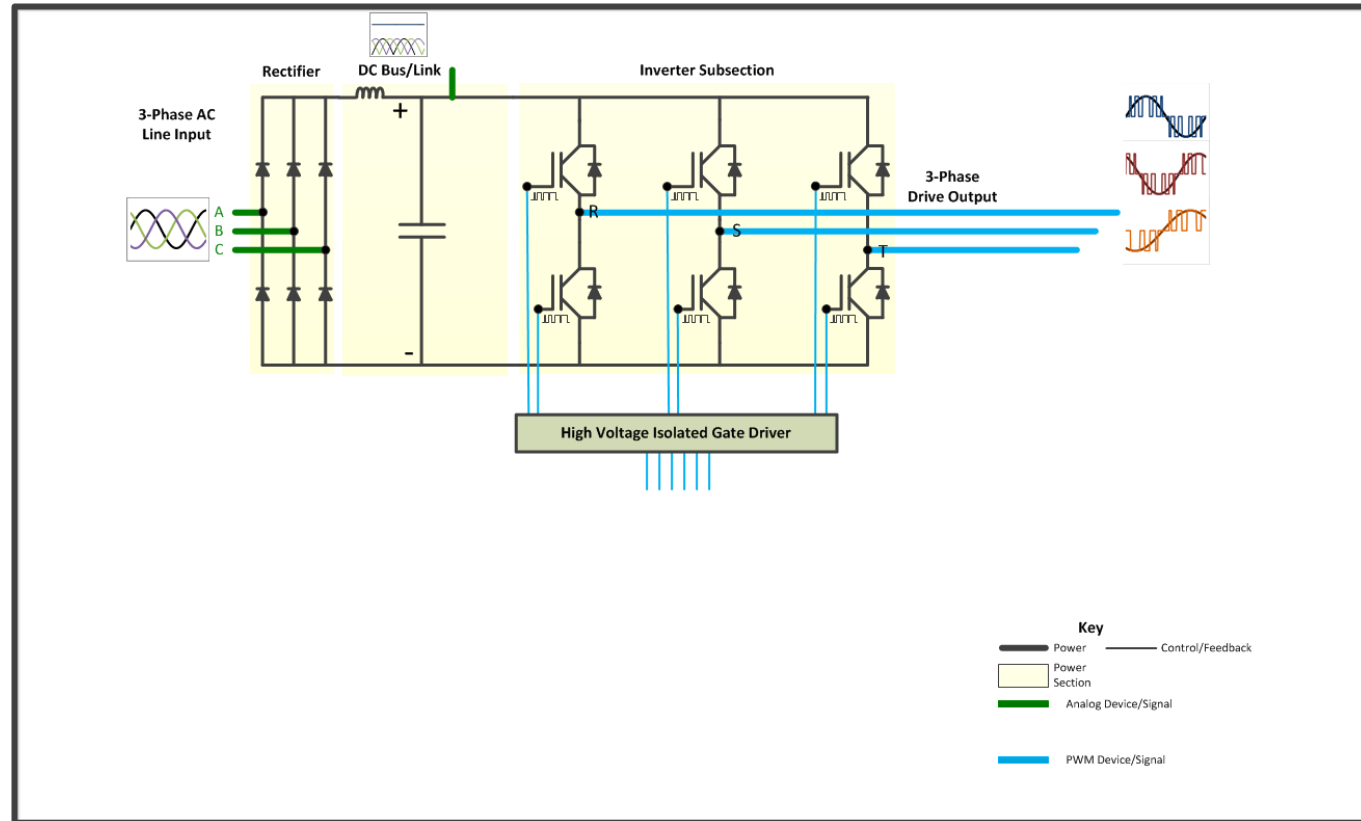 Rectifier
DC Bus/Link
Inverter Subsection
3-Phase AC
Line Input
+
A
B
C
R
S
T
3-Phase
Drive Output
-
High Voltage Isolated Gate Driver
Key
Power
Control/Feedback
Power
Section
Analog Device/Signal
PWM Device/Signal